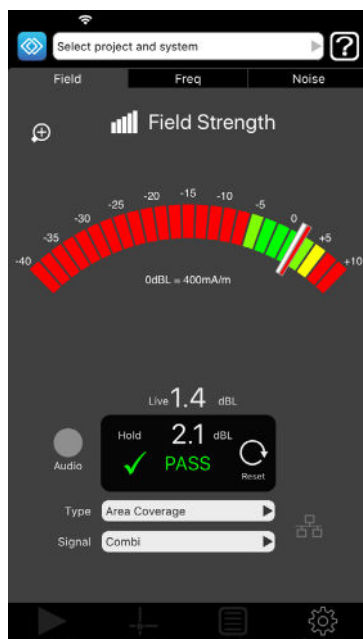 Select project and system
?
Field Freq Noise
Field Strength
-40 -35 -30 -25 -20 -15 -10 -5 0 +5 +10
0dBL = 400mA/m
Live 1.4 dBL
Hold 2.1 dBL
Audio
PASS
Reset
Type Area Coverage
Signal Combi